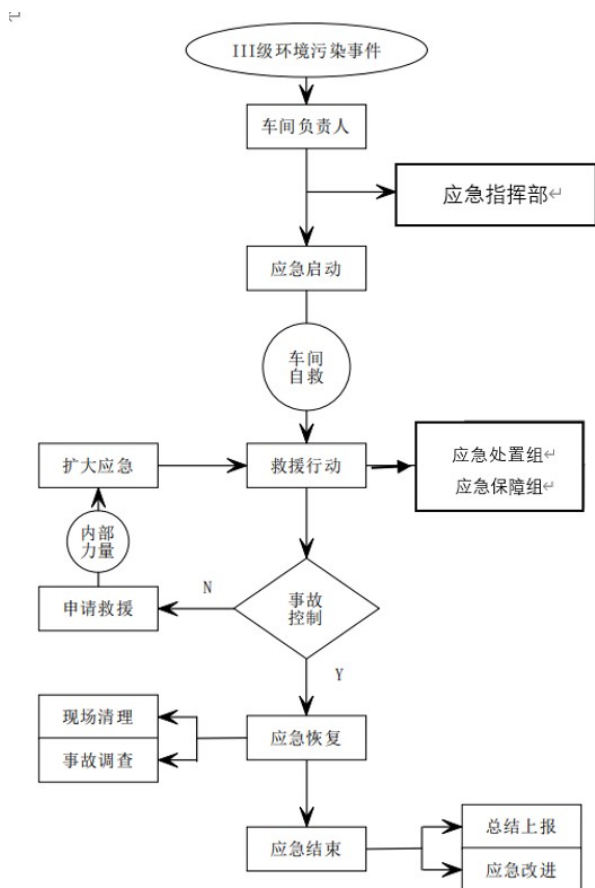 III级环境污染事件
车间负责人
应急指挥部
应急启动
车间
自救
扩大应急
救援行动
应急处置组
应急保障组
内部
力量
N
事故
控制
申请救援
Y
现场清理
应急恢复
事故调查
总结上报
应急结束
应急改进